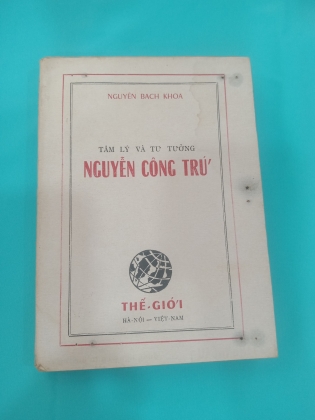 NGUYỄN BÁCH KHOA
TÂM LÝ VÀ TƯ TƯỞNG
NGUYỄN CÔNG TRỨ
THẾ-GIỚI
HÀ-NỘI — VIỆT-NAM